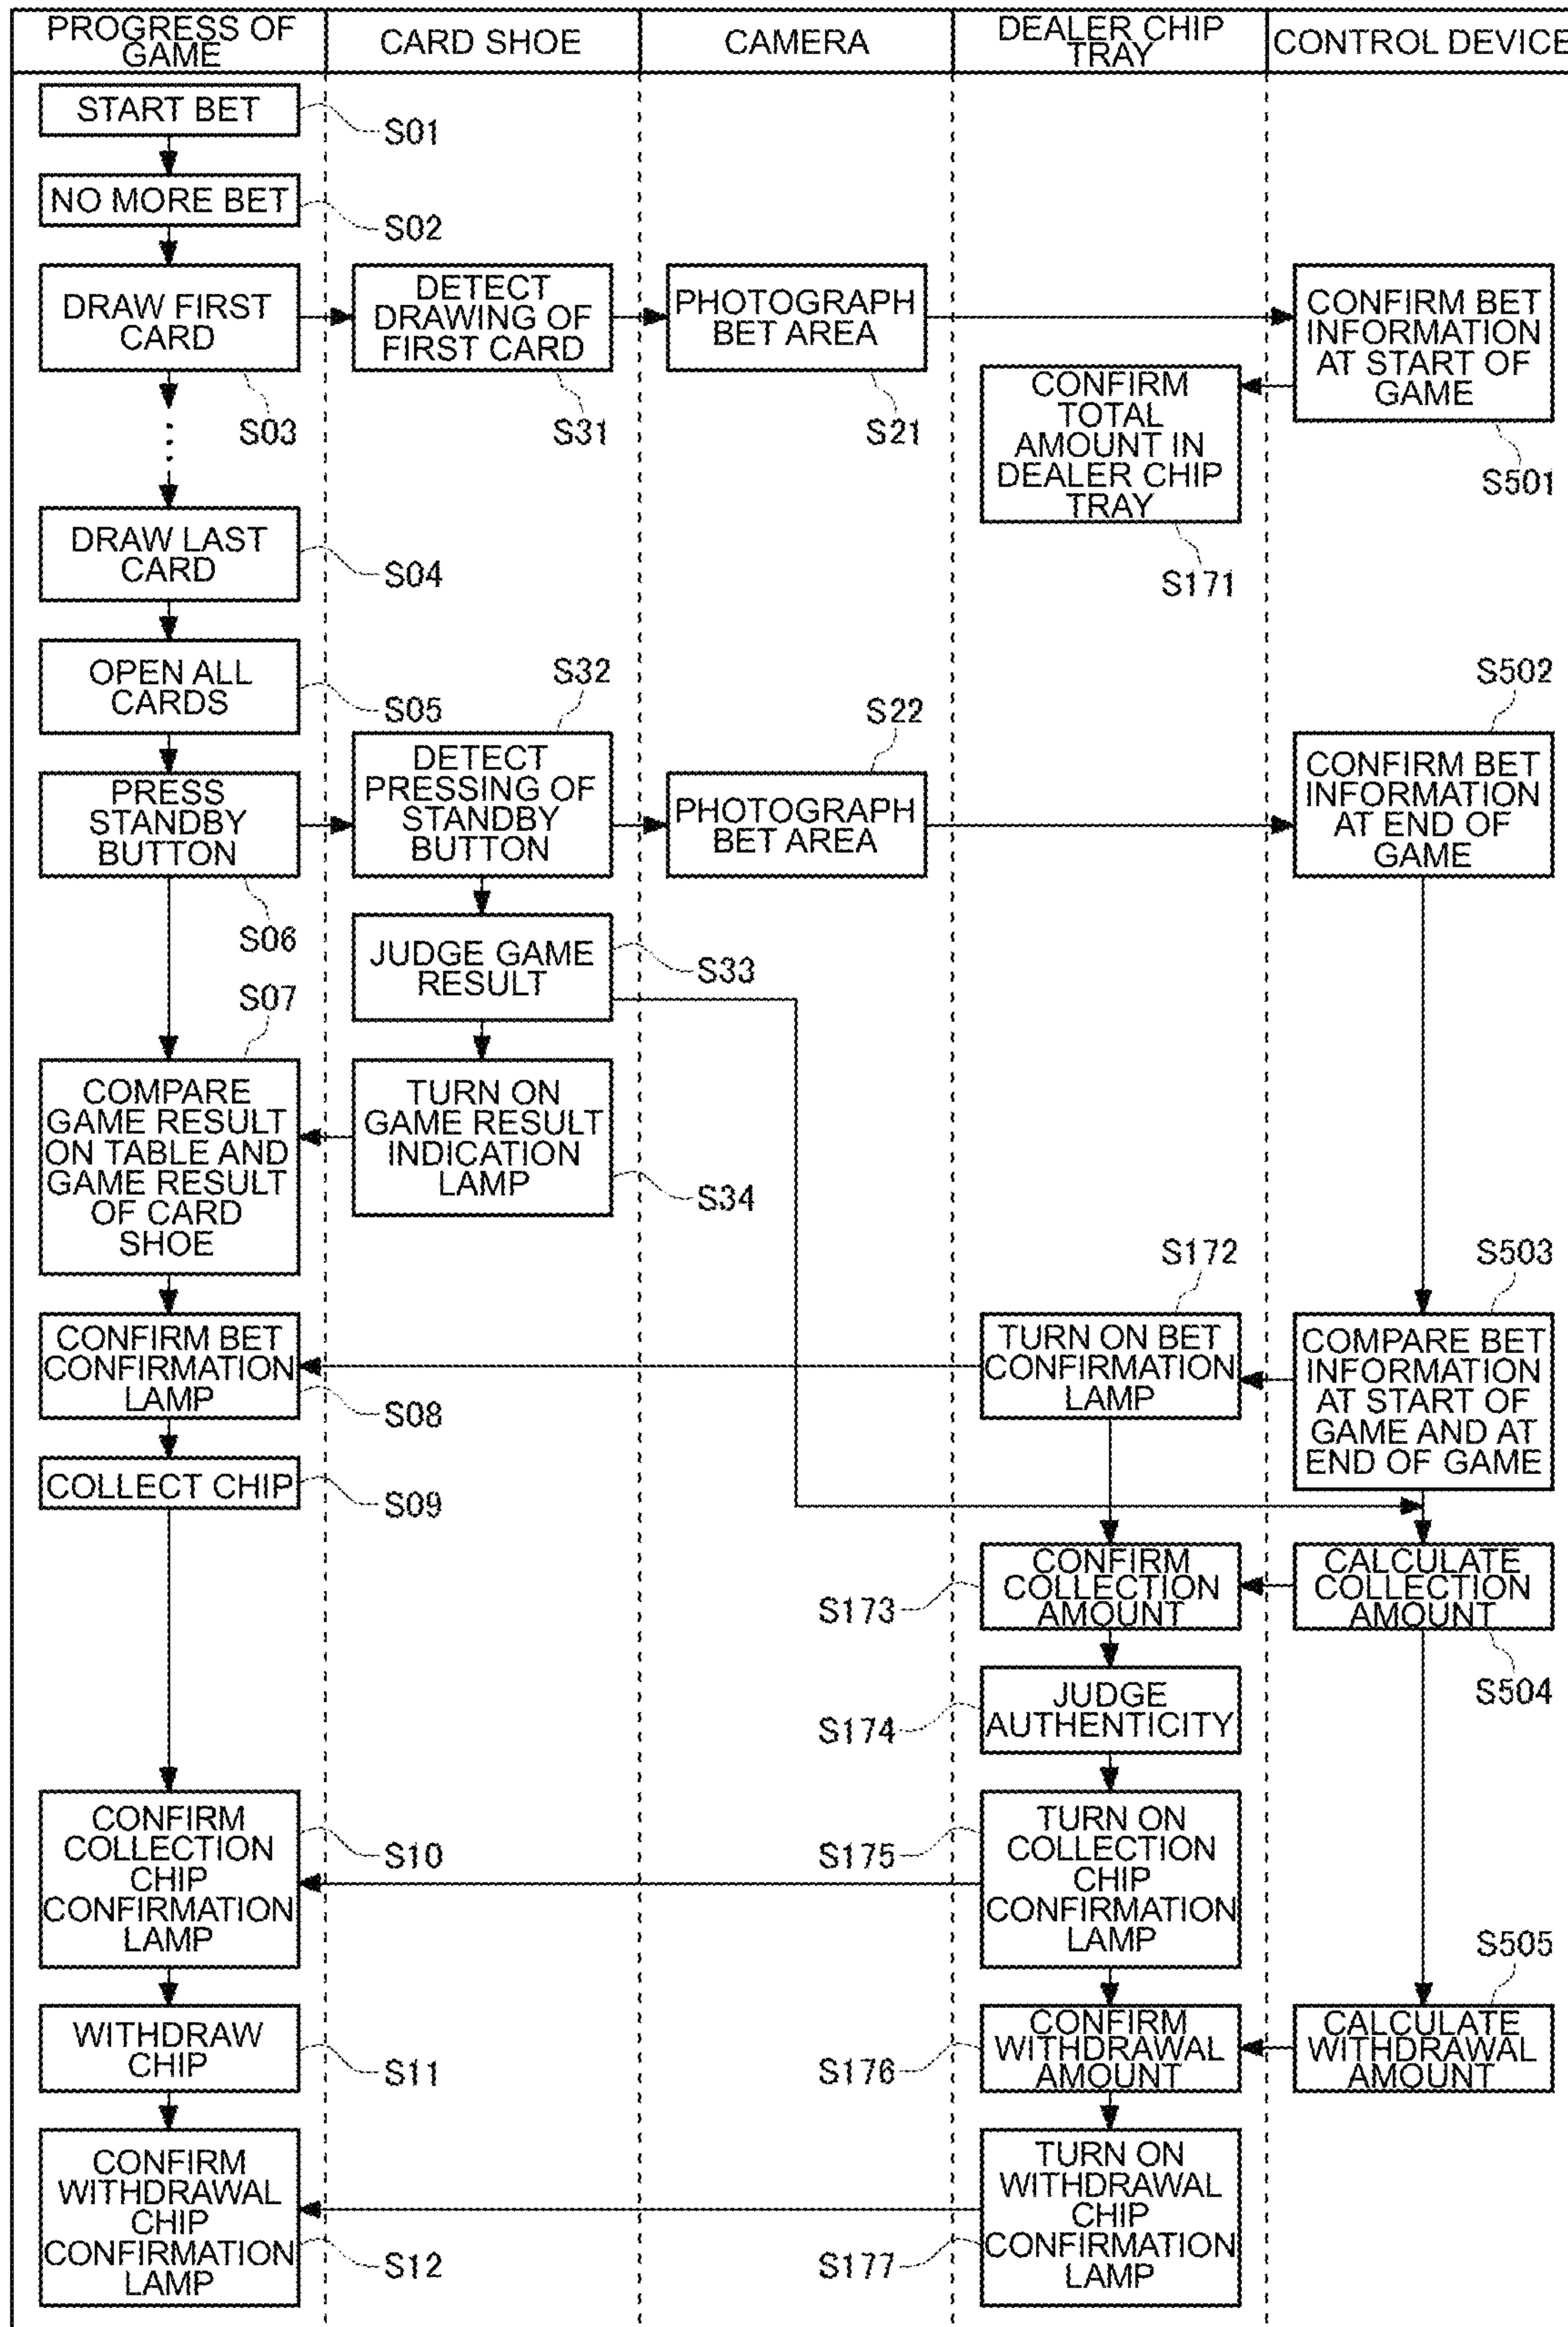 PROGRESS OF
GAME
CARD SHOE
CAMERA
DEALER CHIP
TRAY
CONTROL DEVICE
START BET
S01
NO MORE BET
S02
DRAW FIRST
CARD
S03
DETECT
DRAWING OF
FIRST CARD
S31
PHOTOGRAPH
BET AREA
S21
CONFIRM BET
INFORMATION
AT START OF
GAME
S501
CONFIRM
TOTAL
AMOUNT IN
DEALER CHIP
TRAY
S171
DRAW LAST
CARD
S04
OPEN ALL
CARDS
S05
S32
S22
S502
PRESS
STANDBY
BUTTON
S06
DETECT
PRESSING OF
STANDBY
BUTTON
PHOTOGRAPH
BET AREA
CONFIRM BET
INFORMATION
AT END OF
GAME
JUDGE GAME
RESULT
S33
S07
COMPARE
GAME RESULT
ON TABLE AND
GAME RESULT
OF CARD
SHOE
TURN ON
GAME RESULT
INDICATION
LAMP
S34
S172
S503
CONFIRM BET
CONFIRMATION
LAMP
S08
TURN ON BET
CONFIRMATION
LAMP
COMPARE BET
INFORMATION
AT START OF
GAME AND AT
END OF GAME
COLLECT CHIP
S09
S173
CONFIRM
COLLECTION
AMOUNT
CALCULATE
COLLECTION
AMOUNT
S504
S174
JUDGE
AUTHENTICITY
CONFIRM
COLLECTION
CHIP
CONFIRMATION
LAMP
S10
S175
TURN ON
COLLECTION
CHIP
CONFIRMATION
LAMP
S505
WITHDRAW
CHIP
S11
S176
CONFIRM
WITHDRAWAL
AMOUNT
CALCULATE
WITHDRAWAL
AMOUNT
CONFIRM
WITHDRAWAL
CHIP
CONFIRMATION
LAMP
S12
S177
TURN ON
WITHDRAWAL
CHIP
CONFIRMATION
LAMP